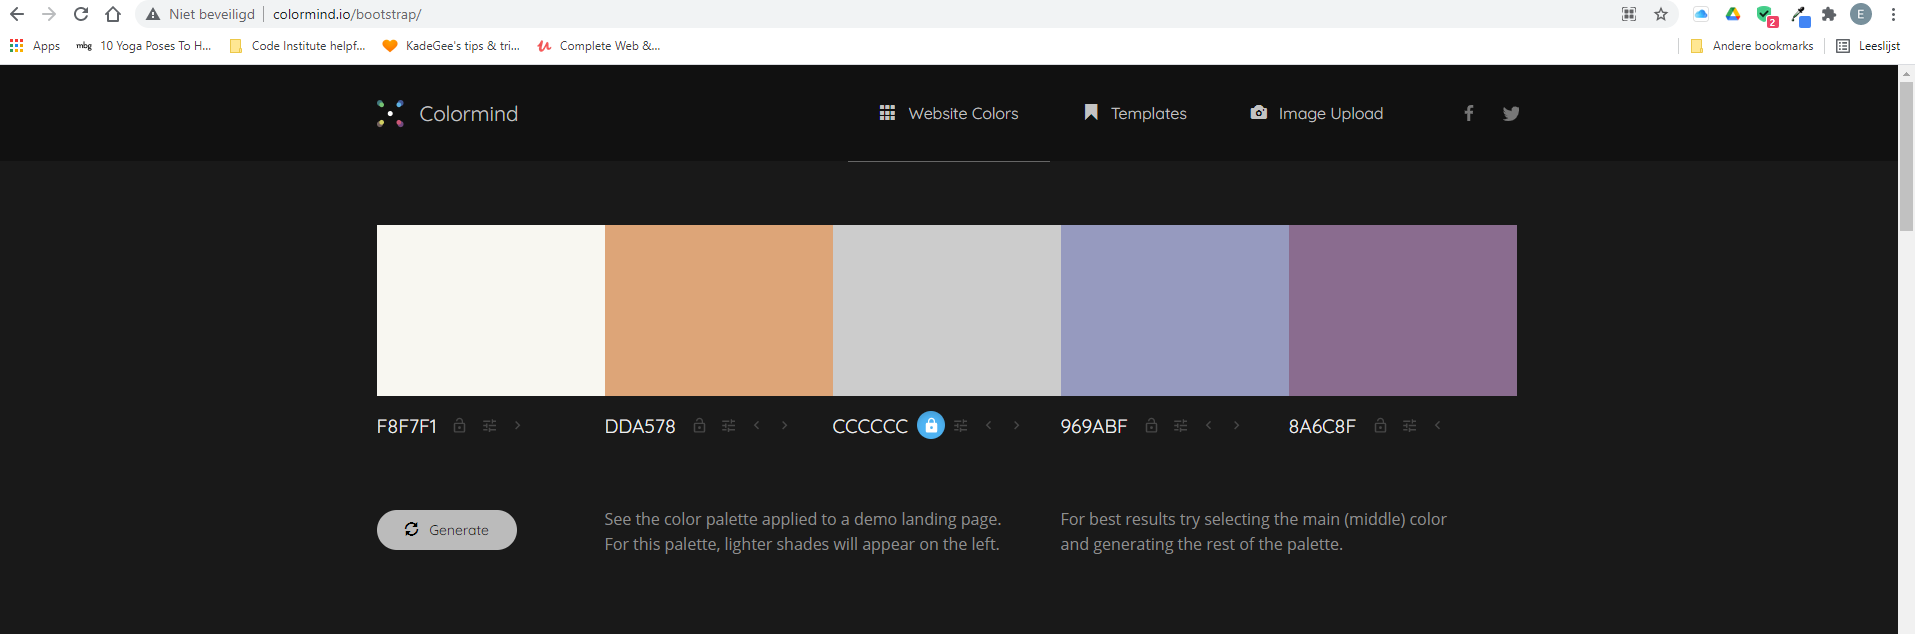 Niet beveiligd colormind.io/bootstrap/
2 E
Apps mbg 10 Yoga Poses To H... Code Institute helpf... KadeGee's tips & tri... Complete Web &... Andere bookmarks Leeslijst
Colormind Website Colors Templates Image Upload
F8F7F1 DDA578 CCCCCC 969ABF 8A6C8F
Generate
See the color palette applied to a demo landing page.
For this palette, lighter shades will appear on the left.
For best results try selecting the main (middle) color
and generating the rest of the palette.